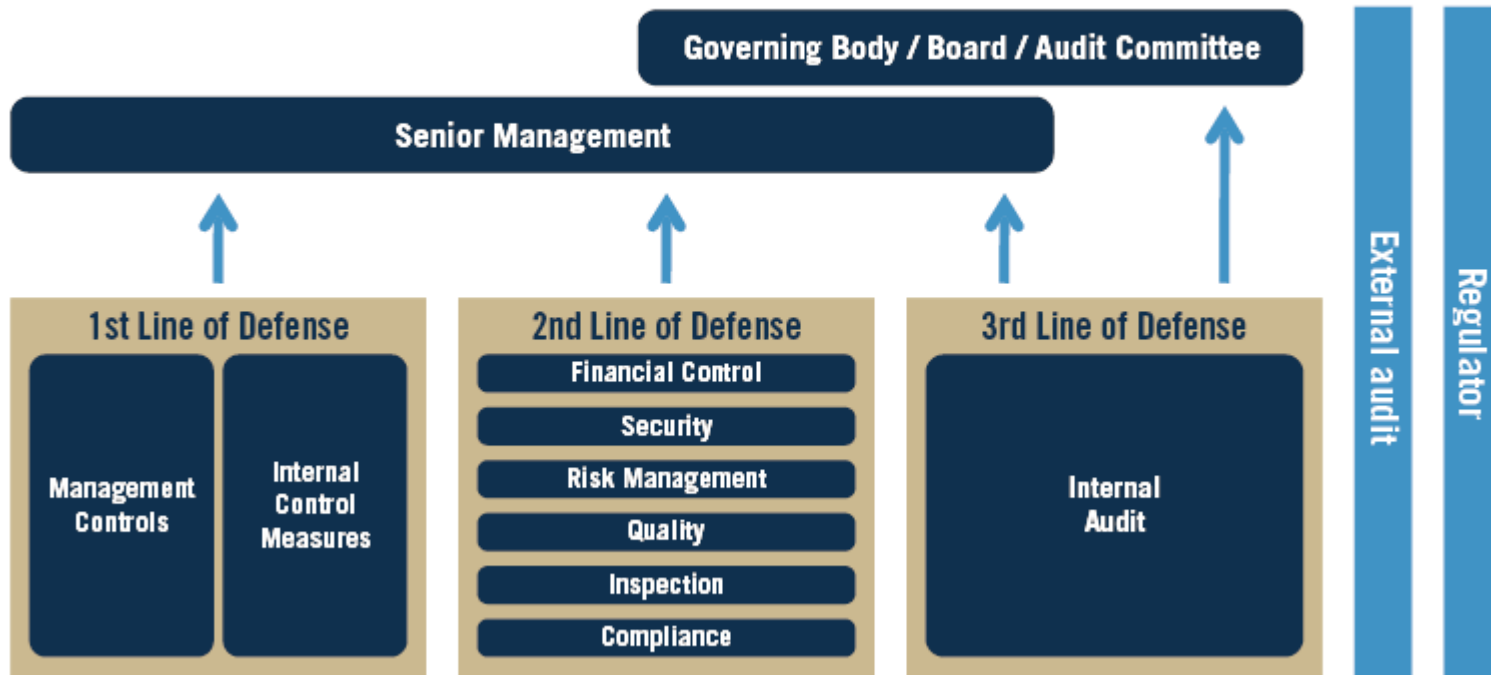 Governing Body / Board / Audit Committee
Senior Management
1st Line of Defense
Management
Controls
Internal
Control
Measures
2nd Line of Defense
Financial Control
Security
Risk Management
Quality
Inspection
Compliance
3rd Line of Defense
Internal
Audit
External audit
Regulator